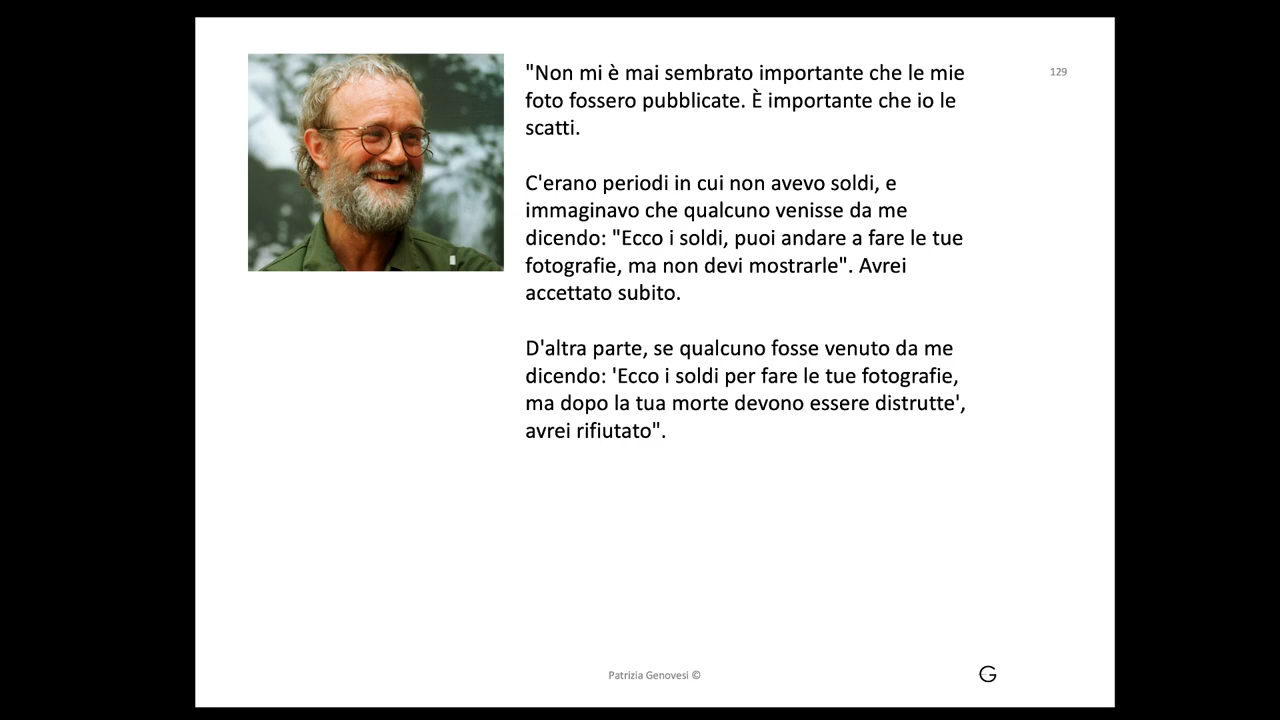 "Non mi è mai sembrato importante che le mie
foto fossero pubblicate. È importante che io le
scatti.
C'erano periodi in cui non avevo soldi, e
immaginavo che qualcuno venisse da me
dicendo: "Ecco i soldi, puoi andare a fare le tue
fotografie, ma non devi mostrarle". Avrei
accettato subito.
D'altra parte, se qualcuno fosse venuto da me
dicendo: 'Ecco i soldi per fare le tue fotografie,
ma dopo la tua morte devono essere distrutte',
avrei rifiutato".
129
Patrizia Genovesi ©
G